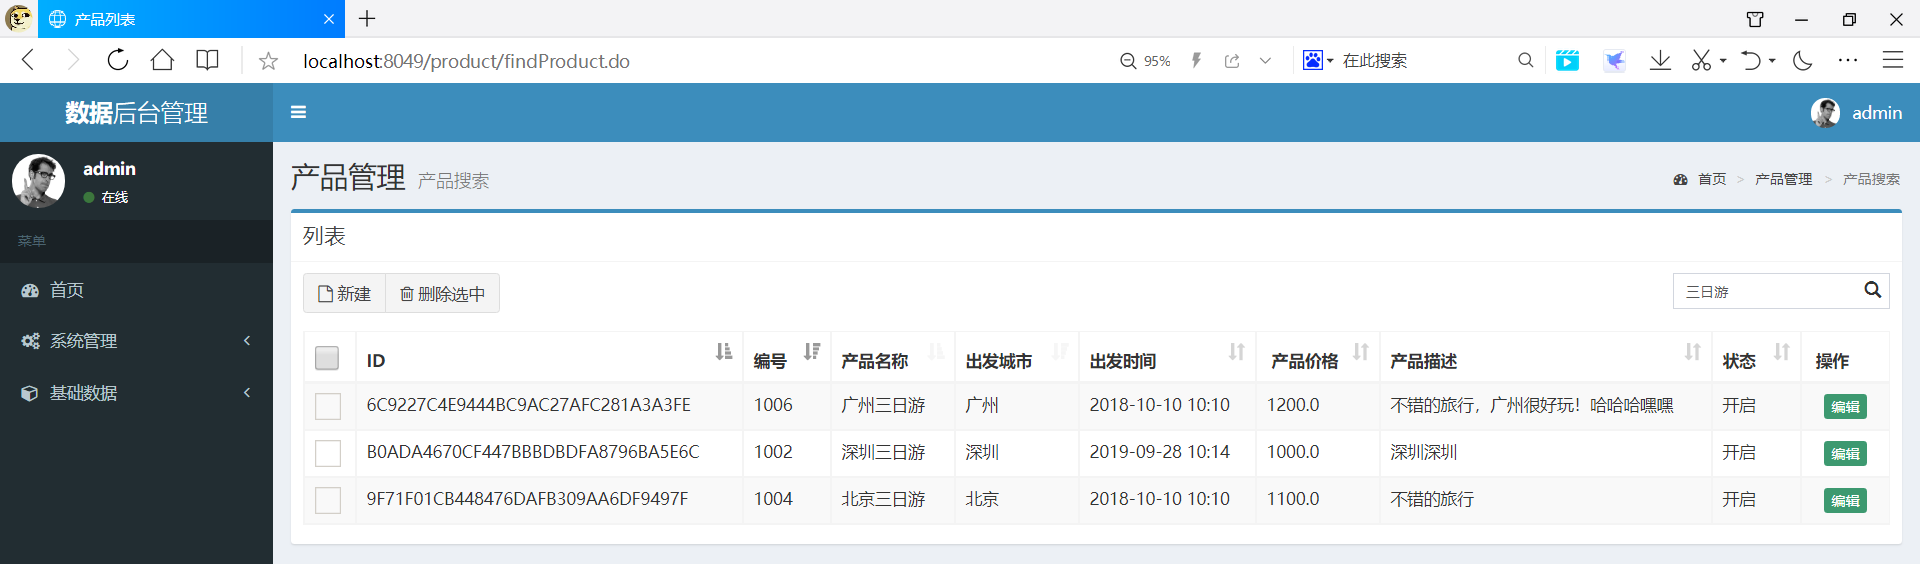 产品列表
localhost:8049/product/findProduct.do
95%
在此搜索
数据后台管理
admin
admin
在线
菜单
首页
系统管理
基础数据
产品管理 产品搜索
首页 > 产品管理 > 产品搜索
列表
新建 删除选中
三日游
ID 编号 产品名称 出发城市 出发时间 产品价格 产品描述 状态 操作
6C9227C4E9444BC9AC27AFC281A3A3FE 1006 广州三日游 广州 2018-10-10 10:10 1200.0 不错的旅行，广州很好玩！哈哈哈嘿嘿 开启 编辑
B0ADA4670CF447BBBDBDFA8796BA5E6C 1002 深圳三日游 深圳 2019-09-28 10:14 1000.0 深圳深圳 开启 编辑
9F71F01CB448476DAFB309AA6DF9497F 1004 北京三日游 北京 2018-10-10 10:10 1100.0 不错的旅行 开启 编辑